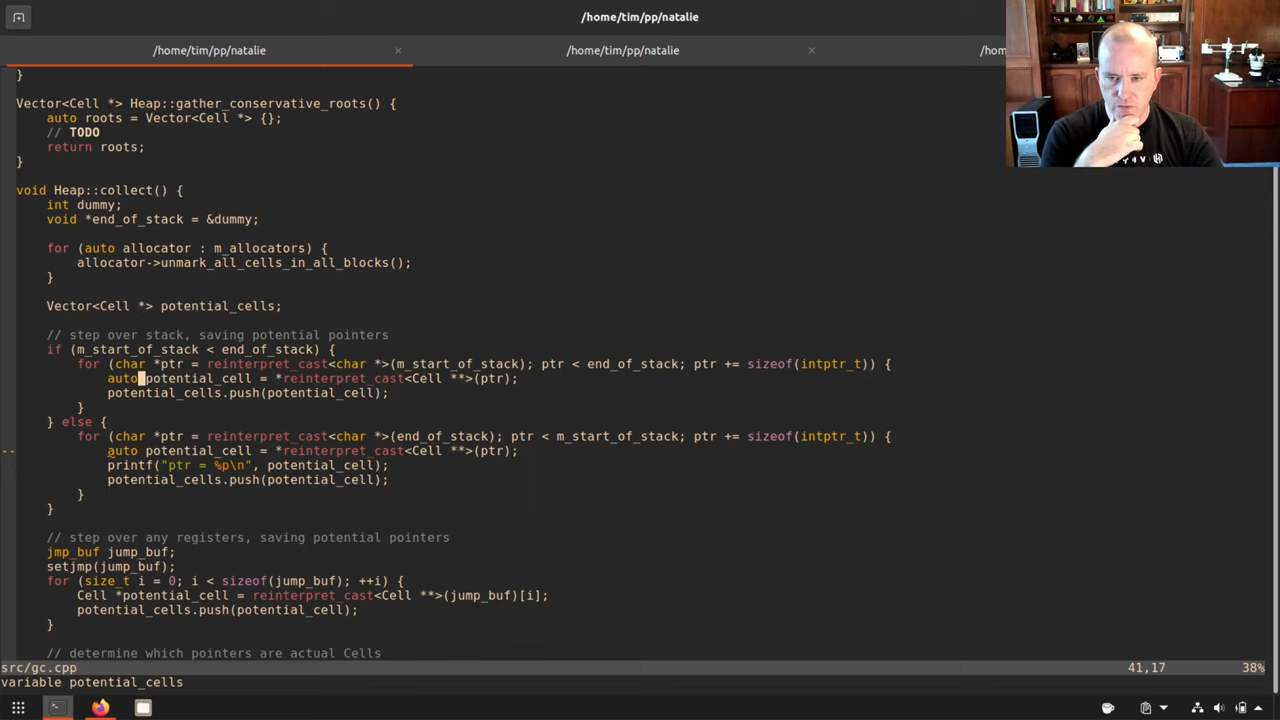 /home/tim/pp/natalie
/home/tim/pp/natalie
/home/tim/pp/natalie
/hom
}
Vector<Cell *> Heap::gather_conservative_roots() {
    auto roots = Vector<Cell *> {};
    // TODO
    return roots;
}
void Heap::collect() {
    int dummy;
    void *end_of_stack = &dummy;
    for (auto allocator : m_allocators) {
        allocator->unmark_all_cells_in_all_blocks();
    }
    Vector<Cell *> potential_cells;
    // step over stack, saving potential pointers
    if (m_start_of_stack < end_of_stack) {
        for (char *ptr = reinterpret_cast<char *>(m_start_of_stack); ptr < end_of_stack; ptr += sizeof(intptr_t)) {
            auto potential_cell = *reinterpret_cast<Cell **>(ptr);
            potential_cells.push(potential_cell);
        }
    } else {
        for (char *ptr = reinterpret_cast<char *>(end_of_stack); ptr < m_start_of_stack; ptr += sizeof(intptr_t)) {
--          auto potential_cell = *reinterpret_cast<Cell **>(ptr);
            printf("ptr = %p\n", potential_cell);
            potential_cells.push(potential_cell);
        }
    }
    // step over any registers, saving potential pointers
    jmp_buf jump_buf;
    setjmp(jump_buf);
    for (size_t i = 0; i < sizeof(jump_buf); ++i) {
        Cell *potential_cell = reinterpret_cast<Cell **>(jump_buf)[i];
        potential_cells.push(potential_cell);
    }
    // determine which pointers are actual Cells
src/gc.cpp 41,17 38%
variable potential_cells